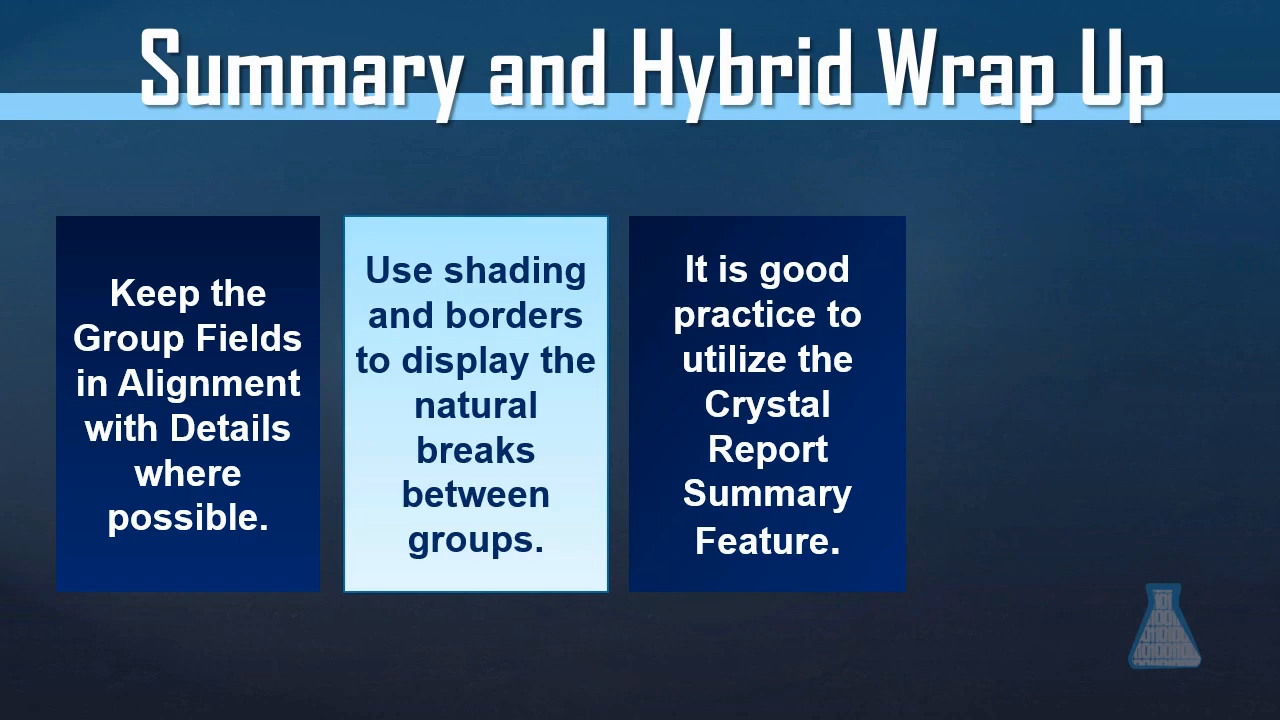 Summary and Hybrid Wrap Up
Keep the
Group Fields
in Alignment
with Details
where
possible.
Use shading
and borders
to display the
natural
breaks
between
groups.
It is good
practice to
utilize the
Crystal
Report
Summary
Feature.